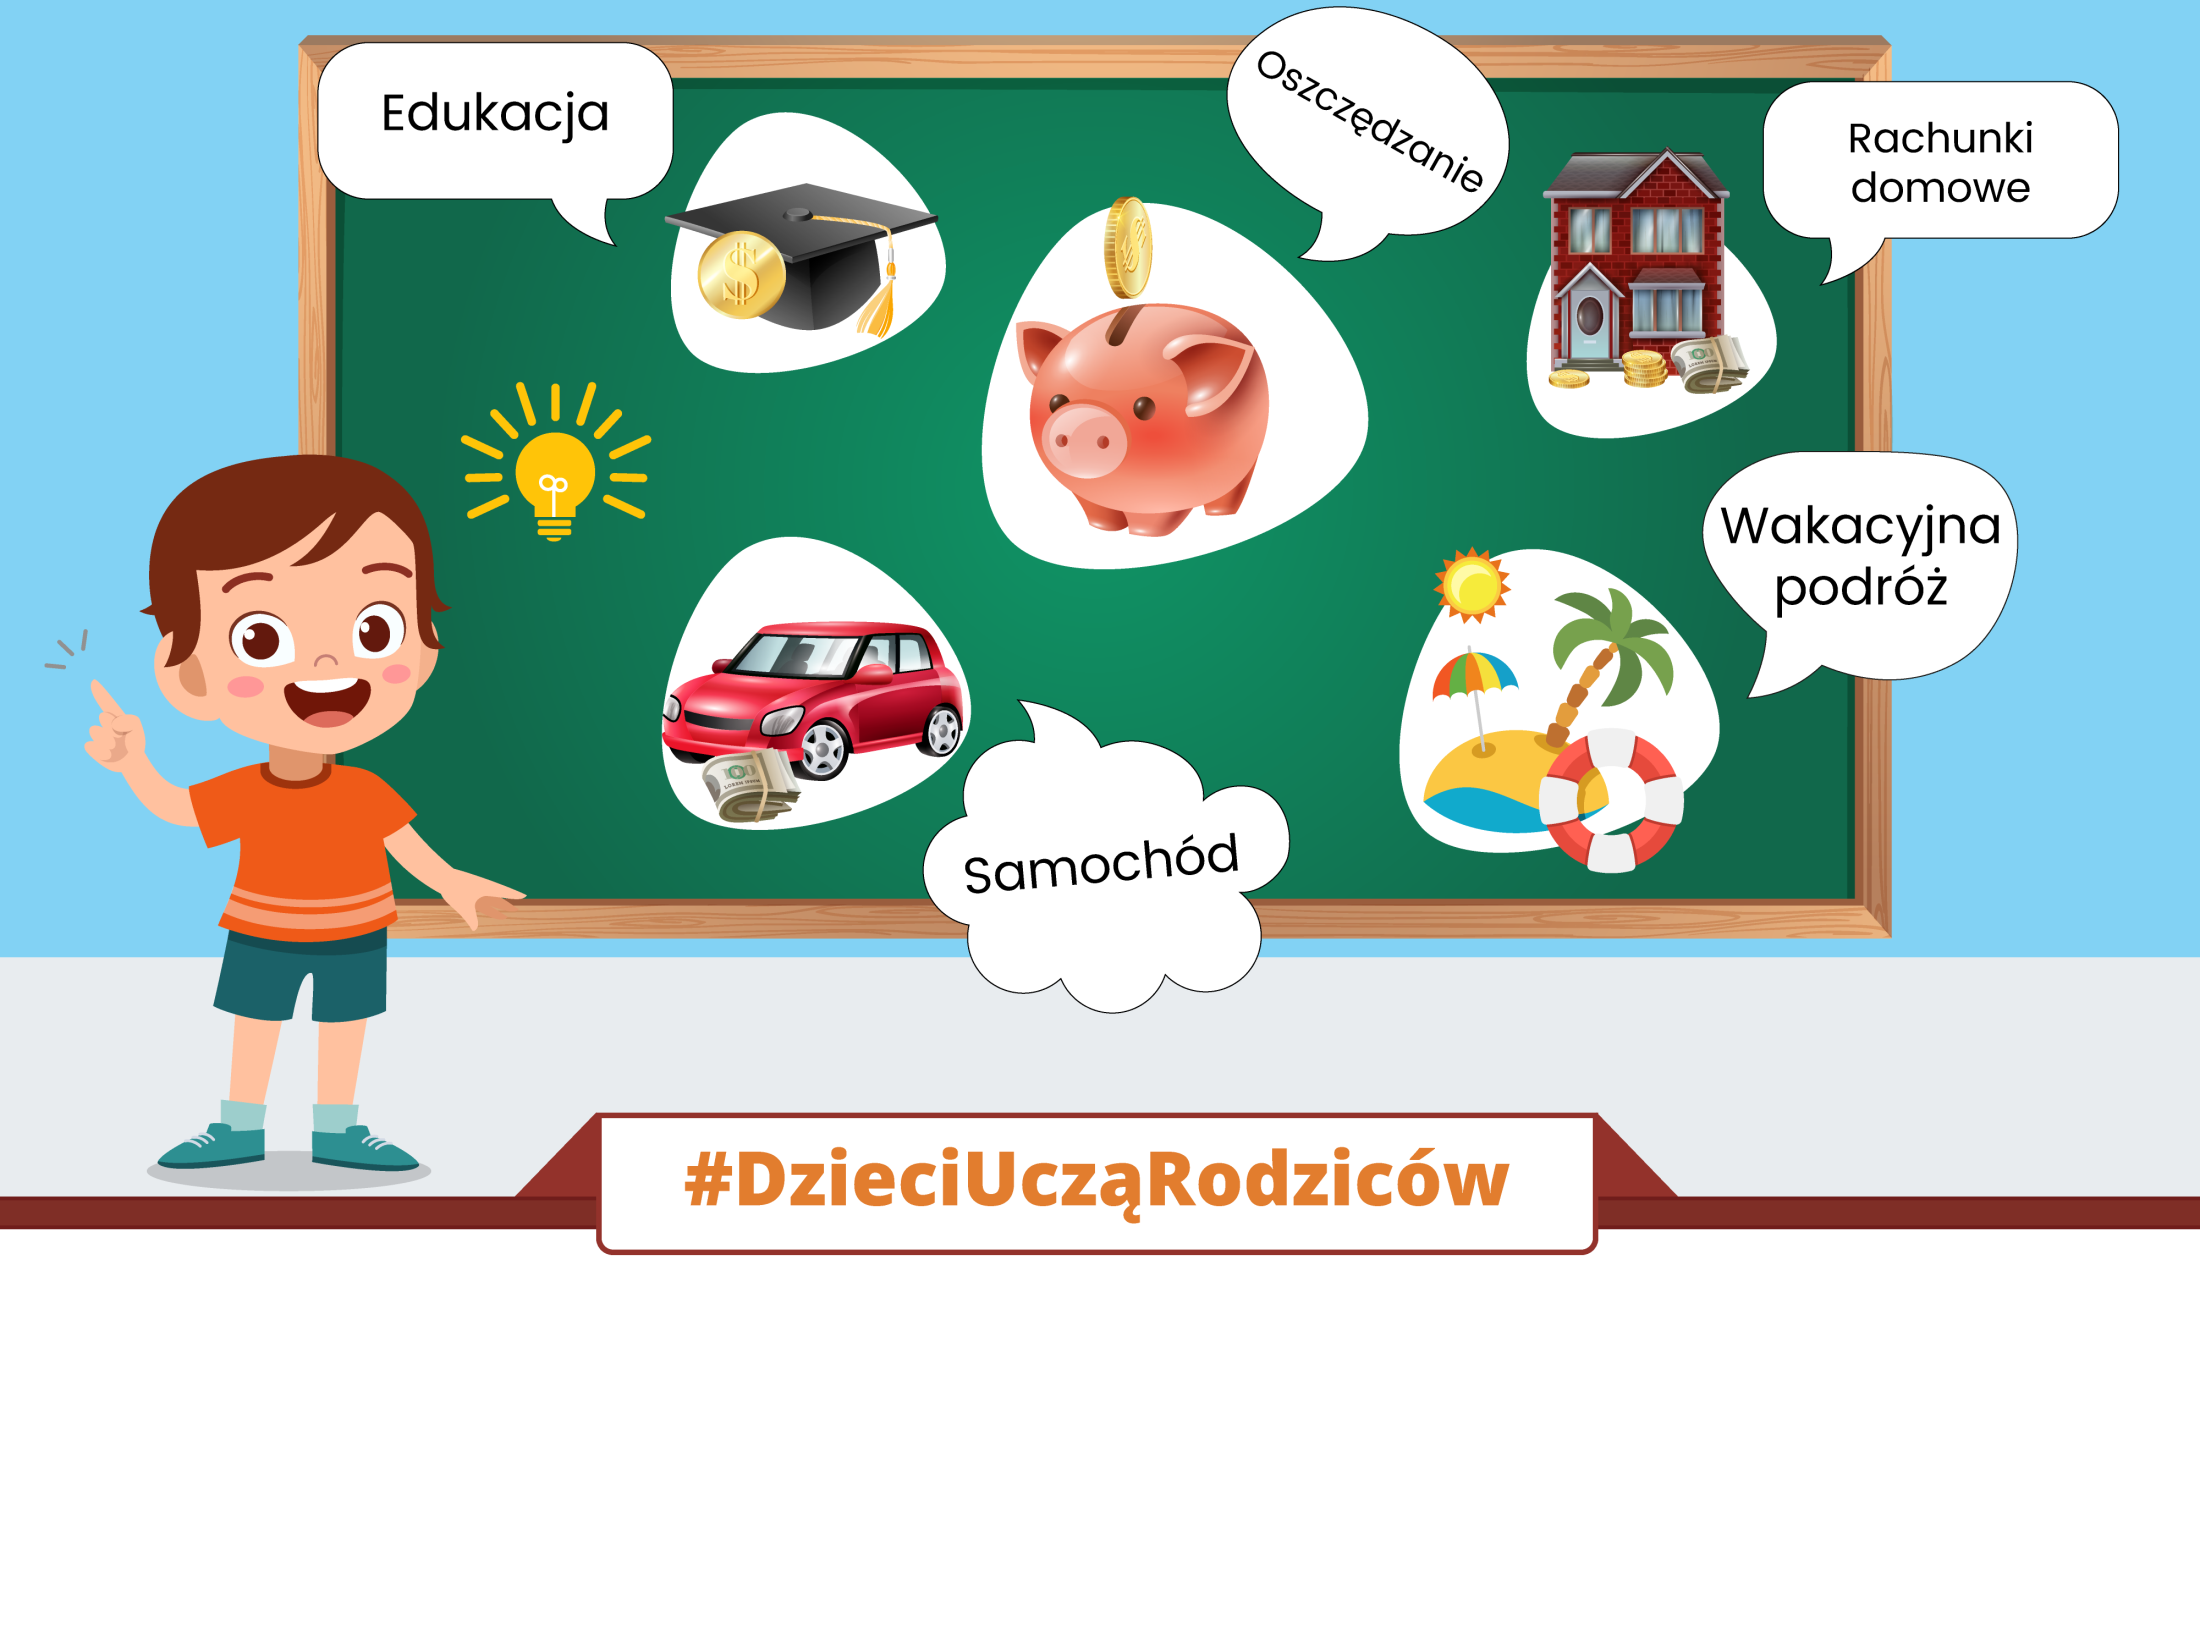 Edukacja
Oszczędzanie
Rachunki
domowe
Wakacyjna
podróż
Samochód
#DzieciUcząRodziców